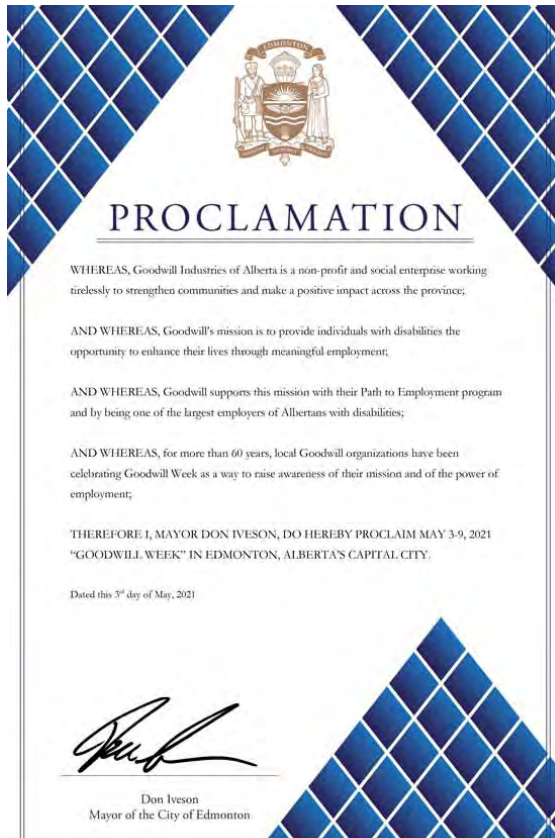 EDMONTON
PROCLAMATION
WHEREAS, Goodwill Industries of Alberta is a non-profit and social enterprise working
tirelessly to strengthen communities and make a positive impact across the province;
AND WHEREAS, Goodwill's mission is to provide individuals with disabilities the
opportunity to enhance their lives through meaningful employment;
AND WHEREAS, Goodwill supports this mission with their Path to Employment program
and by being one of the largest employers of Albertans with disabilities;
AND WHEREAS, for more than 60 years, local Goodwill organizations have been
celebrating Goodwill Week as a way to raise awareness of their mission and of the power of
employment;
THEREFORE I, MAYOR DON IVESON, DO HEREBY PROCLAIM MAY 3-9, 2021
“GOODWILL WEEK” IN EDMONTON, ALBERTA'S CAPITAL CITY.
Dated this 3rd day of May, 2021
Don Iveson
Mayor of the City of Edmonton